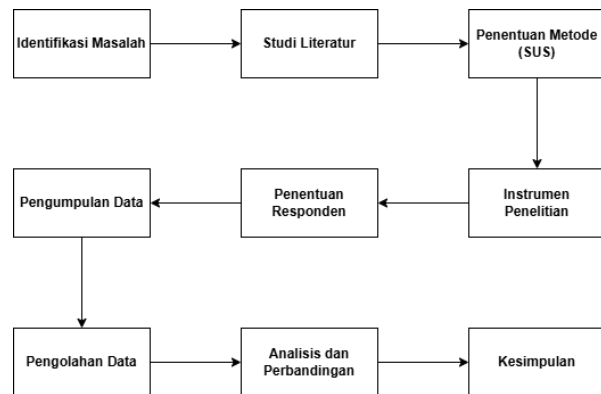 Identifikasi Masalah
Studi Literatur
Penentuan Metode
(SUS)
Instrumen
Penelitian
Penentuan
Responden
Pengumpulan Data
Pengolahan Data
Analisis dan
Perbandingan
Kesimpulan